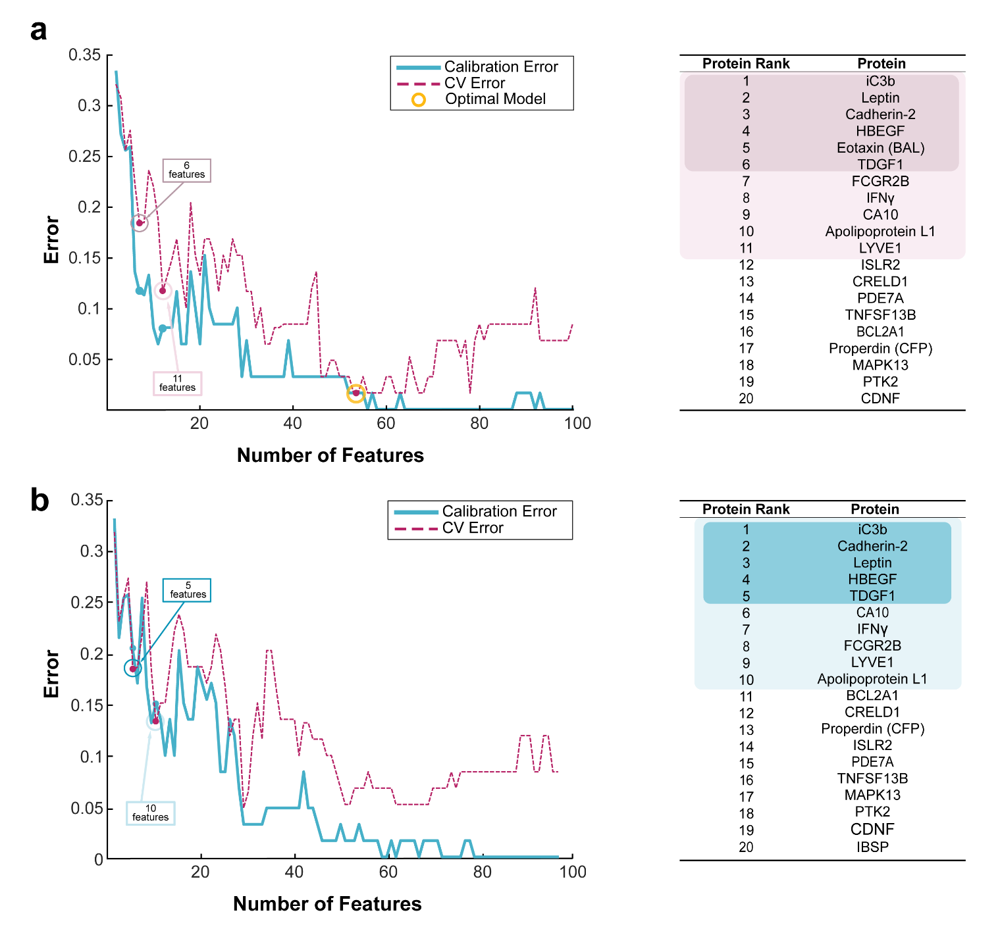 a
0.35
0.3
0.25
0.2
0.15
0.1
0.05
Error
20
40
60
80
100
Number of Features
Calibration Error
CV Error
Optimal Model
6
features
11
features
Protein Rank Protein
1 iC3b
2 Leptin
3 Cadherin-2
4 HBEGF
5 Eotaxin (BAL)
6 TDGF1
7 FCGR2B
8 IFNγ
9 CA10
10 Apolipoprotein L1
11 LYVE1
12 ISLR2
13 CRELD1
14 PDE7A
15 TNFSF13B
16 BCL2A1
17 Properdin (CFP)
18 MAPK13
19 PTK2
20 CDNF
b
0.35
0.3
0.25
0.2
0.15
0.1
0.05
0
Error
20
40
60
80
100
Number of Features
Calibration Error
CV Error
5
features
10
features
Protein Rank Protein
1 iC3b
2 Cadherin-2
3 Leptin
4 HBEGF
5 TDGF1
6 CA10
7 IFNγ
8 FCGR2B
9 LYVE1
10 Apolipoprotein L1
11 BCL2A1
12 CRELD1
13 Properdin (CFP)
14 ISLR2
15 PDE7A
16 TNFSF13B
17 MAPK13
18 PTK2
19 CDNF
20 IBSP